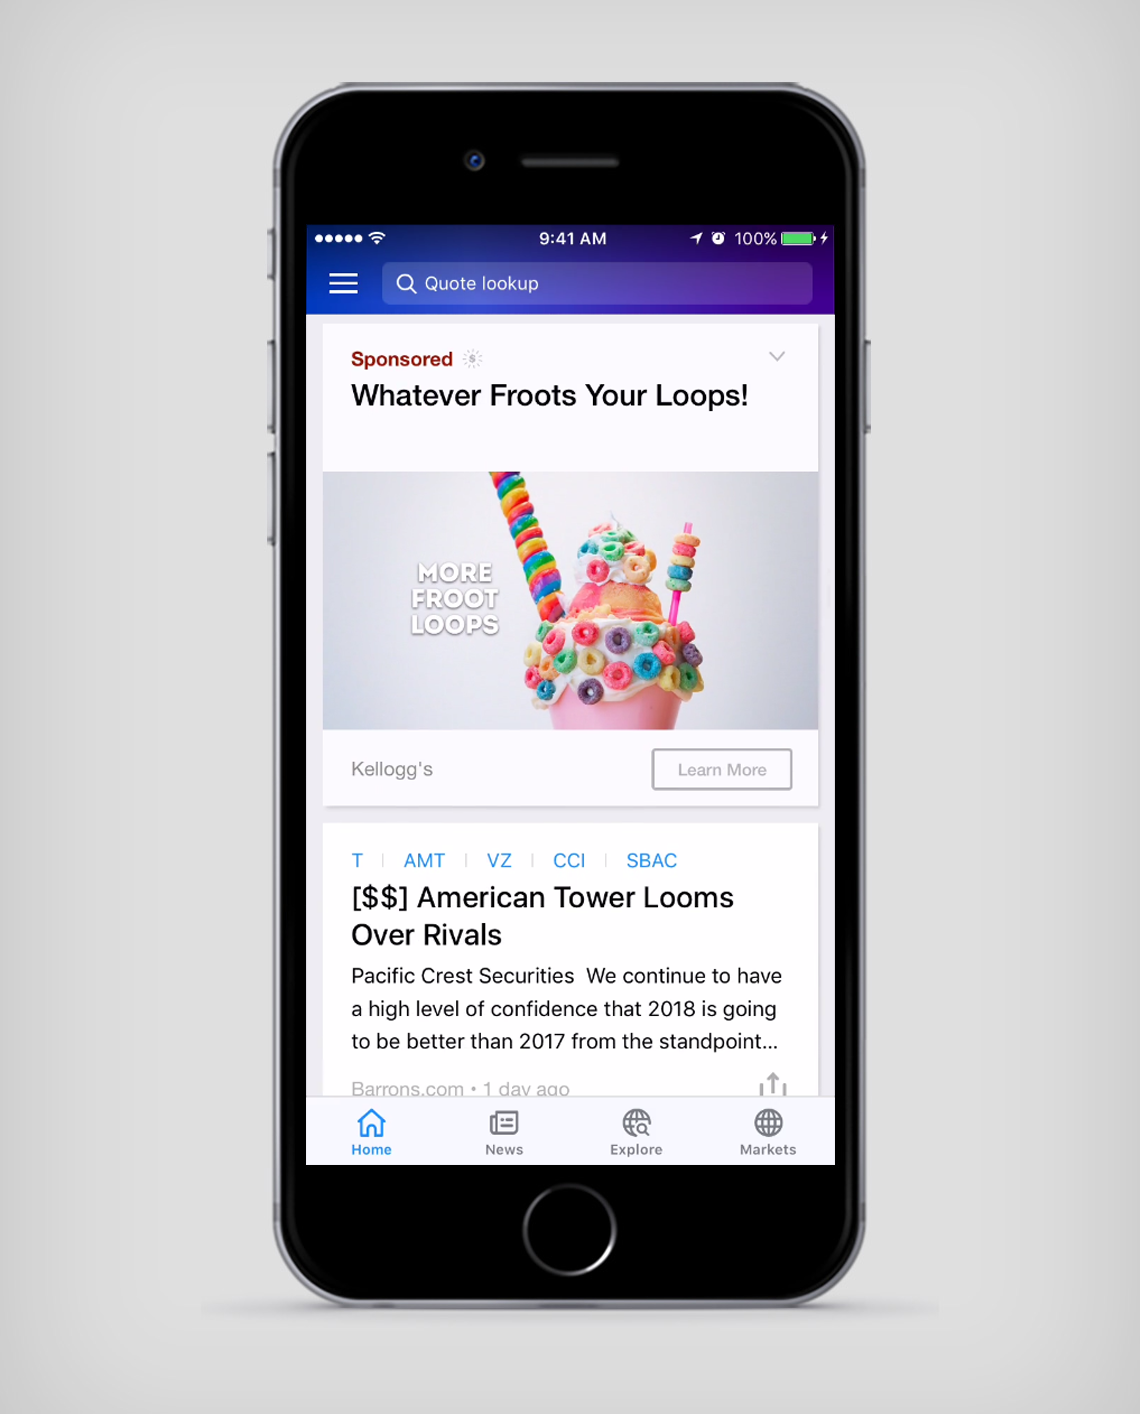 9:41 AM
100%
Quote lookup
Sponsored
Whatever Froots Your Loops!
MORE
FROOT
LOOPS
Kellogg's
Learn More
T | AMT | VZ | CCI | SBAC
[$$] American Tower Looms
Over Rivals
Pacific Crest Securities We continue to have
a high level of confidence that 2018 is going
to be better than 2017 from the standpoint...
Barrons.com • 1 day ago
Home
News
Explore
Markets